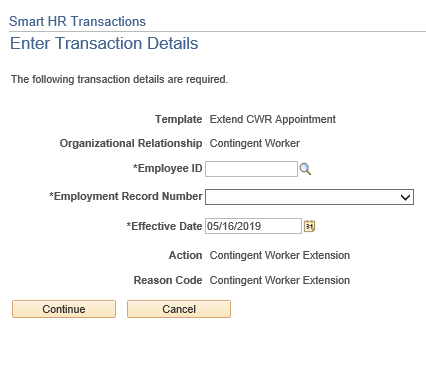 Smart HR Transactions
Enter Transaction Details
The following transaction details are required.
Template Extend CWR Appointment
Organizational Relationship Contingent Worker
*Employee ID
*Employment Record Number
*Effective Date 05/16/2019 31
Action Contingent Worker Extension
Reason Code Contingent Worker Extension
Continue Cancel